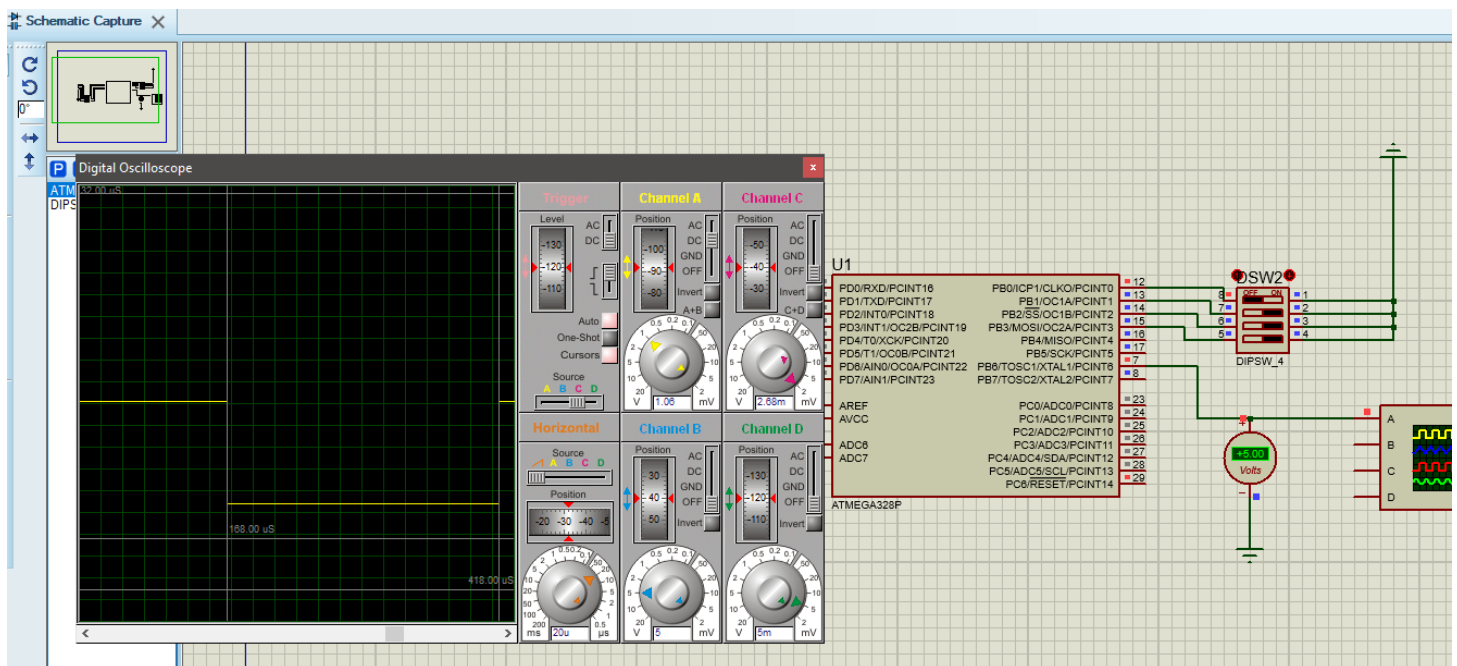 Schematic Capture
0°
P
ATM
DIPS
Digital Oscilloscope
32.00 uS
168.00 uS
418.00 uS
Trigger
Level
AC
DC
-130
-120
-110
Auto
One-Shot
Cursors
Source
A B C D
Channel A
Position
AC
DC
GND
OFF
-100
-90
-80
Invert
A+B
V 1.06 mV
Channel C
Position
AC
DC
GND
OFF
-50
-40
-30
Invert
C+D
V 2.68m mV
Horizontal
Source
A B C D
Position
-20 -30 -40 -5
ms 20u µs
Channel B
Position
AC
DC
GND
OFF
30
40
50
Invert
V 5 mV
Channel D
Position
AC
DC
GND
OFF
-130
-120
-110
Invert
V 5m mV
U1
PD0/RXD/PCINT16
PD1/TXD/PCINT17
PD2/INT0/PCINT18
PD3/INT1/OC2B/PCINT19
PD4/T0/XCK/PCINT20
PD5/T1/OC0B/PCINT21
PD6/AIN0/OC0A/PCINT22
PD7/AIN1/PCINT23
AREF
AVCC
ADC6
ADC7
PB0/ICP1/CLKO/PCINT0 12
PB1/OC1A/PCINT1 13
PB2/SS/OC1B/PCINT2 14
PB3/MOSI/OC2A/PCINT3 15
PB4/MISO/PCINT4 16
PB5/SCK/PCINT5 17
PB6/TOSC1/XTAL1/PCINT6 7
PB7/TOSC2/XTAL2/PCINT7 8
PC0/ADC0/PCINT8 23
PC1/ADC1/PCINT9 24
PC2/ADC2/PCINT10 25
PC3/ADC3/PCINT11 26
PC4/ADC4/SDA/PCINT12 27
PC5/ADC5/SCL/PCINT13 28
PC6/RESET/PCINT14 29
ATMEGA328P
DSW2
OFF ON
8 1
7 2
6 3
5 4
DIPSW_4
+5.00
Volts
A
B
C
D